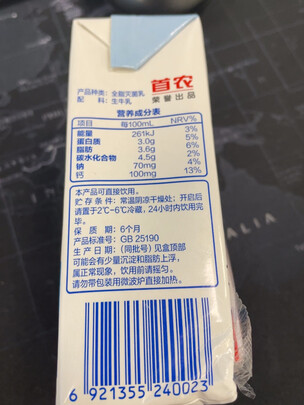 首农
荣誉出品
产品种类：全脂灭菌乳
配　　料：生牛乳
营养成分表
项目 每100mL NRV%
能量 261kJ 3%
蛋白质 3.0g 5%
脂肪 3.6g 6%
碳水化合物 4.5g 2%
钠 70mg 4%
钙 100mg 13%
本产品可直接饮用。
贮存条件：常温阴凉干燥处；开启后
请置于2℃-6℃冷藏，24小时内饮用完
毕。
保质期：6个月
产品标准号：GB 25190
生产日期：（同批号）见盒顶部
可能会有少量沉淀和脂肪上浮，
属正常现象，饮用前请摇匀。
请勿带包装用微波炉直接加热。
6 921355 240023
ATLA